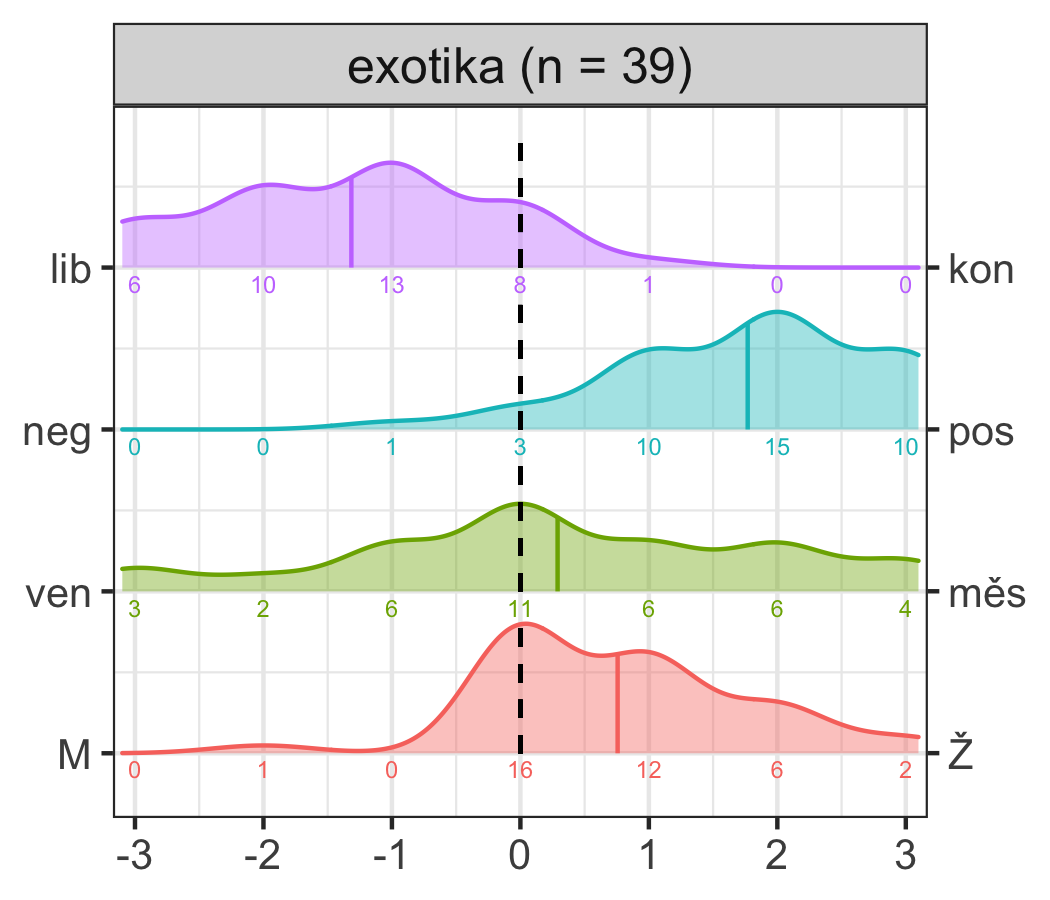 exotika (n = 39)
lib kon
6 10 13 8 1 0 0
neg pos
0 0 1 3 10 15 10
ven měs
3 2 6 11 6 6 4
M Ž
0 1 0 16 12 6 2
-3 -2 -1 0 1 2 3